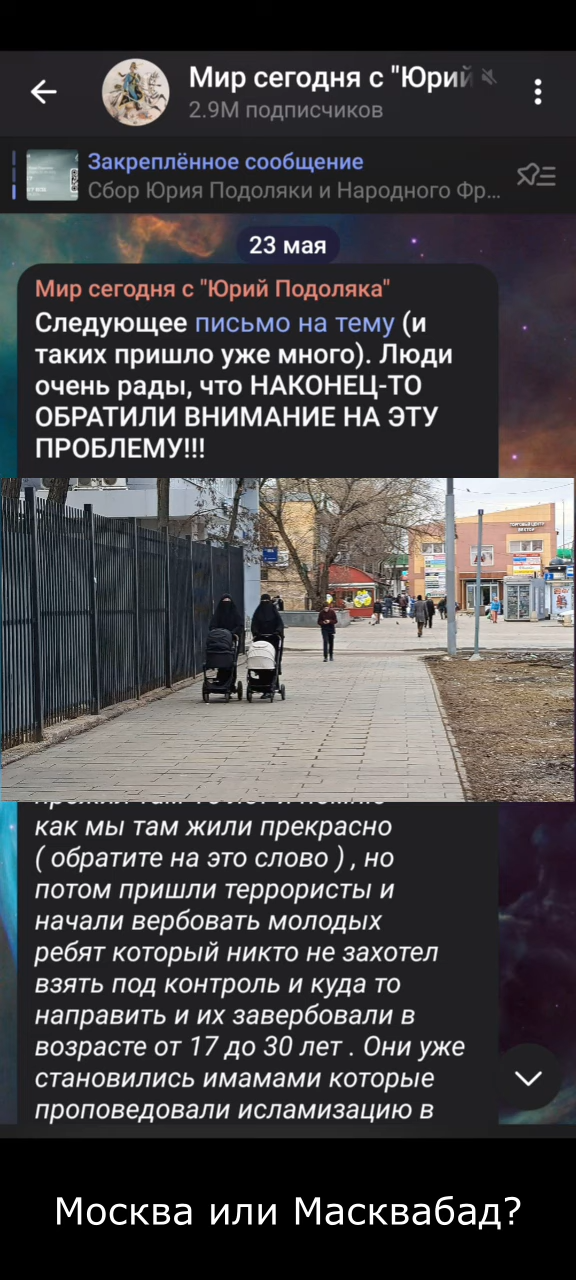 Мир сегодня с "Юрий
2.9M подписчиков
Закреплённое сообщение
Сбор Юрия Подоляки и Народного Фр...
23 мая
Мир сегодня с "Юрий Подоляка"
Следующее письмо на тему (и
таких пришло уже много). Люди
очень рады, что НАКОНЕЦ-ТО
ОБРАТИЛИ ВНИМАНИЕ НА ЭТУ
ПРОБЛЕМУ!!!
как мы там жили прекрасно
( обратите на это слово ) , но
потом пришли террористы и
начали вербовать молодых
ребят который никто не захотел
взять под контроль и куда то
направить и их завербовали в
возрасте от 17 до 30 лет . Они уже
становились имамами которые
проповедовали исламизацию в
Москва или Масквабад?